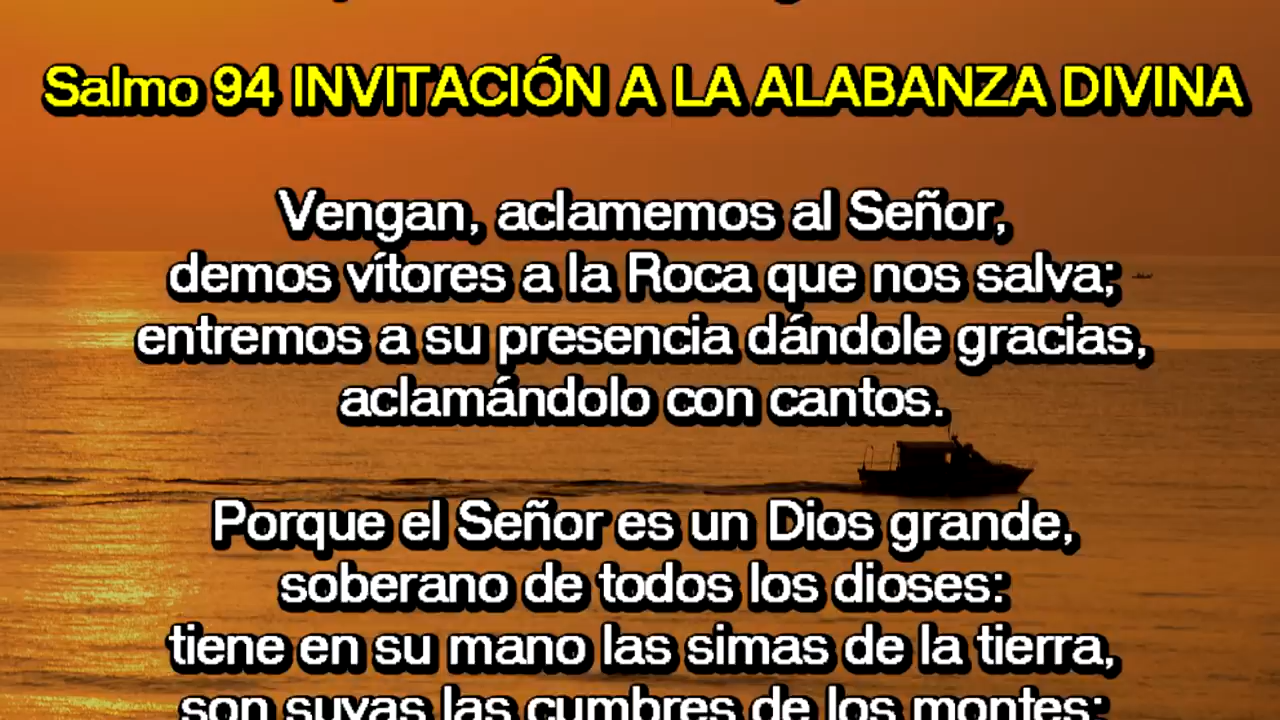 Salmo 94 INVITACIÓN A LA ALABANZA DIVINA
Vengan, aclamemos al Señor,
demos vítores a la Roca que nos salva;
entremos a su presencia dándole gracias,
aclamándolo con cantos.
Porque el Señor es un Dios grande,
soberano de todos los dioses:
tiene en su mano las simas de la tierra,
son suyas las cumbres de los montes;